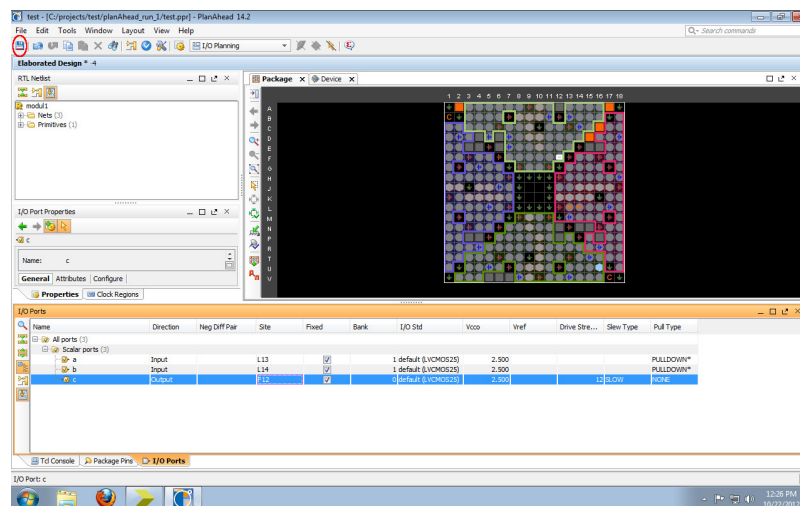 test - [C:/projects/test/planAhead_run_1/test.ppr] - PlanAhead 14.2
File Edit Tools Window Layout View Help
Search commands
I/O Planning
Elaborated Design * 4
RTL Netlist
Package Device
modul1
Nets (3)
Primitives (1)
1 2 3 4 5 6 7 8 9 10 11 12 13 14 15 16 17 18
A
B
C
D
E
F
G
H
J
K
L
M
N
P
R
T
U
V
I/O Port Properties
c
Name: c
General Attributes Configure
Properties Clock Regions
I/O Ports
Name Direction Neg Diff Pair Site Fixed Bank I/O Std Vcco Vref Drive Stre... Slew Type Pull Type
All ports (3)
Scalar ports (3)
a Input L13 1 default (LVCMOS25) 2.500 PULLDOWN*
b Input L14 1 default (LVCMOS25) 2.500 PULLDOWN*
c Output F12 0 default (LVCMOS25) 2.500 12 SLOW NONE
Tcl Console Package Pins I/O Ports
I/O Port: c
12:26 PM
10/22/2012